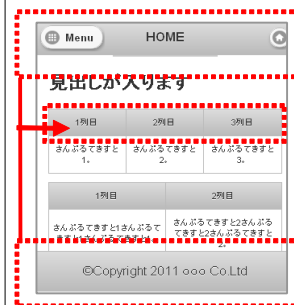 Menu
HOME
見出しが入ります
1列目 2列目 3列目
さんぷるてきすと さんぷるてきすと さんぷるてきすと
1。 2。 3。
1列目 2列目
さんぷるてきすと1さんぷるて さんぷるてきすと2さんぷる
てきすと2さんぷるてきすと
2。
©Copyright 2011 ooo Co.Ltd